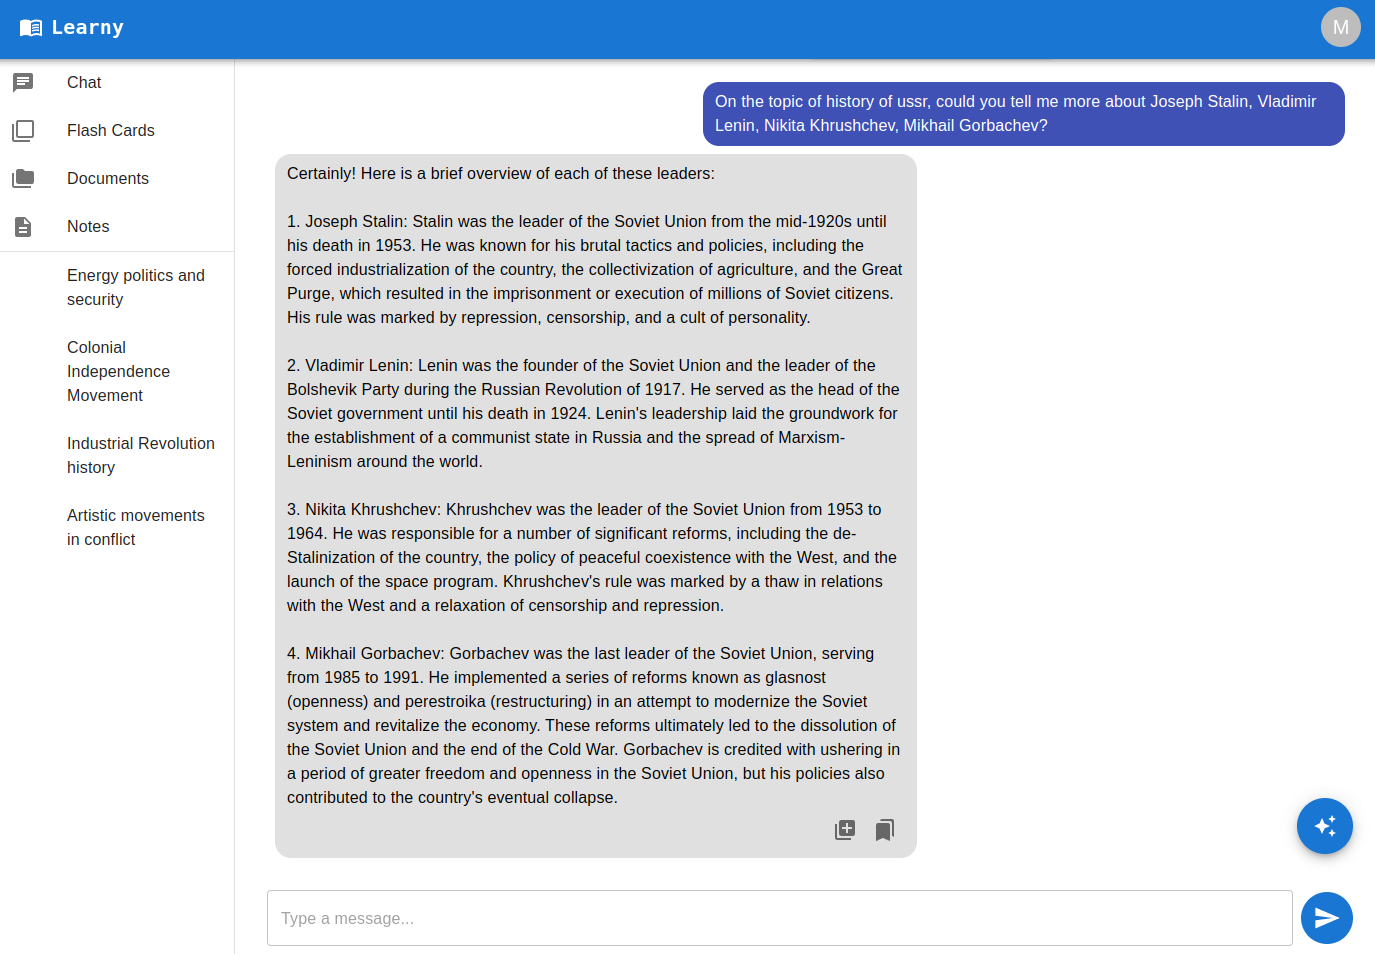 Learny
M
Chat
Flash Cards
Documents
Notes
Energy politics and
security
Colonial
Independence
Movement
Industrial Revolution
history
Artistic movements
in conflict
On the topic of history of ussr, could you tell me more about Joseph Stalin, Vladimir
Lenin, Nikita Khrushchev, Mikhail Gorbachev?
Certainly! Here is a brief overview of each of these leaders:
1. Joseph Stalin: Stalin was the leader of the Soviet Union from the mid-1920s until
his death in 1953. He was known for his brutal tactics and policies, including the
forced industrialization of the country, the collectivization of agriculture, and the Great
Purge, which resulted in the imprisonment or execution of millions of Soviet citizens.
His rule was marked by repression, censorship, and a cult of personality.
2. Vladimir Lenin: Lenin was the founder of the Soviet Union and the leader of the
Bolshevik Party during the Russian Revolution of 1917. He served as the head of the
Soviet government until his death in 1924. Lenin's leadership laid the groundwork for
the establishment of a communist state in Russia and the spread of Marxism-
Leninism around the world.
3. Nikita Khrushchev: Khrushchev was the leader of the Soviet Union from 1953 to
1964. He was responsible for a number of significant reforms, including the de-
Stalinization of the country, the policy of peaceful coexistence with the West, and the
launch of the space program. Khrushchev's rule was marked by a thaw in relations
with the West and a relaxation of censorship and repression.
4. Mikhail Gorbachev: Gorbachev was the last leader of the Soviet Union, serving
from 1985 to 1991. He implemented a series of reforms known as glasnost
(openness) and perestroika (restructuring) in an attempt to modernize the Soviet
system and revitalize the economy. These reforms ultimately led to the dissolution of
the Soviet Union and the end of the Cold War. Gorbachev is credited with ushering in
a period of greater freedom and openness in the Soviet Union, but his policies also
contributed to the country's eventual collapse.
Type a message...